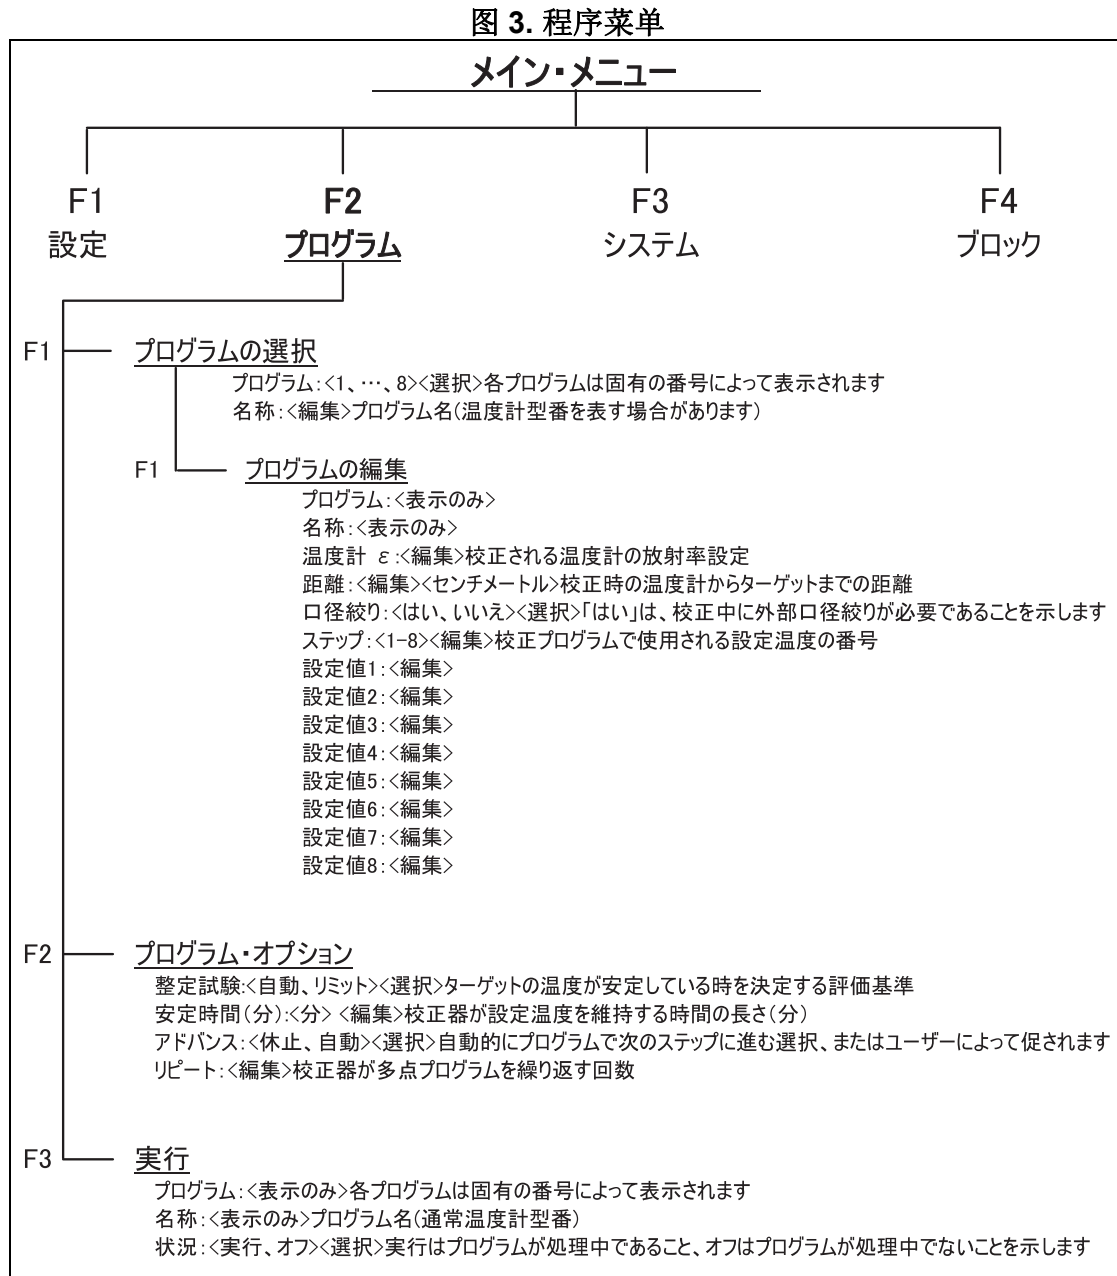 图 3. 程序菜单
メイン・メニュー
F1 F2 F3 F4
設定 プログラム システム ブロック
F1 プログラムの選択
プログラム:<1、…、8><選択>各プログラムは固有の番号によって表示されます
名称:<編集>プログラム名(温度計型番を表す場合があります)
F1 プログラムの編集
プログラム:<表示のみ>
名称:<表示のみ>
温度計 ε:<編集>校正される温度計の放射率設定
距離:<編集><センチメートル>校正時の温度計からターゲットまでの距離
口径絞り:<はい、いいえ><選択>「はい」は、校正中に外部口径絞りが必要であることを示します
ステップ:<1-8><編集>校正プログラムで使用される設定温度の番号
設定値1:<編集>
設定値2:<編集>
設定値3:<編集>
設定値4:<編集>
設定値5:<編集>
設定値6:<編集>
設定値7:<編集>
設定値8:<編集>
F2 プログラム・オプション
整定試験:<自動、リミット><選択>ターゲットの温度が安定している時を決定する評価基準
安定時間(分):<分> <編集>校正器が設定温度を維持する時間の長さ(分)
アドバンス:<休止、自動><選択>自動的にプログラムで次のステップに進む選択、またはユーザーによって促されます
リピート:<編集>校正器が多点プログラムを繰り返す回数
F3 実行
プログラム:<表示のみ>各プログラムは固有の番号によって表示されます
名称:<表示のみ>プログラム名(通常温度計型番)
状況:<実行、オフ><選択>実行はプログラムが処理中であること、オフはプログラムが処理中でないことを示します